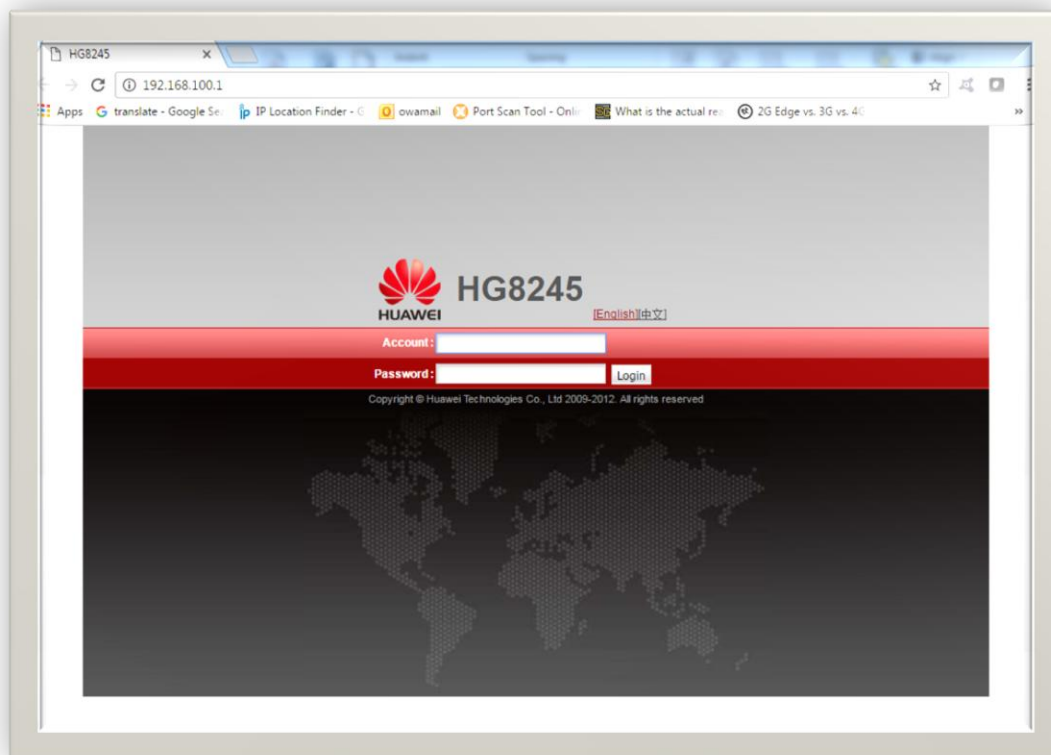 HG8245
192.168.100.1
Apps translate - Google Se IP Location Finder - G owamail Port Scan Tool - Onli What is the actual rea 2G Edge vs. 3G vs. 4G
HUAWEI HG8245
[English][中文]
Account:
Password: Login
Copyright © Huawei Technologies Co., Ltd 2009-2012. All rights reserved